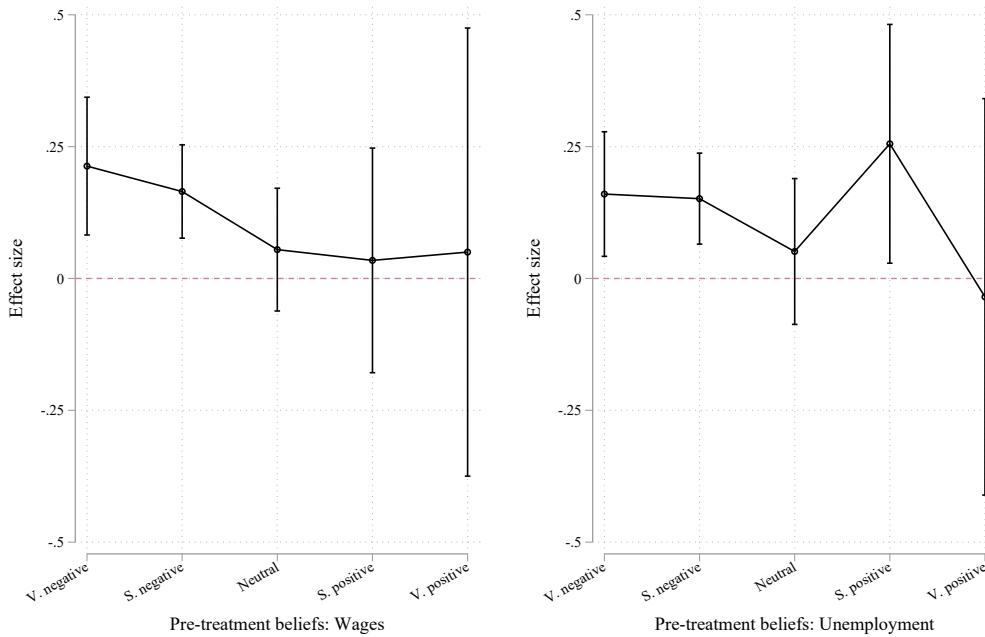 .5
.25
0
-.25
-.5
Effect size
V. negative
S. negative
Neutral
S. positive
V. positive
Pre-treatment beliefs: Wages
.5
.25
0
-.25
-.5
Effect size
V. negative
S. negative
Neutral
S. positive
V. positive
Pre-treatment beliefs: Unemployment